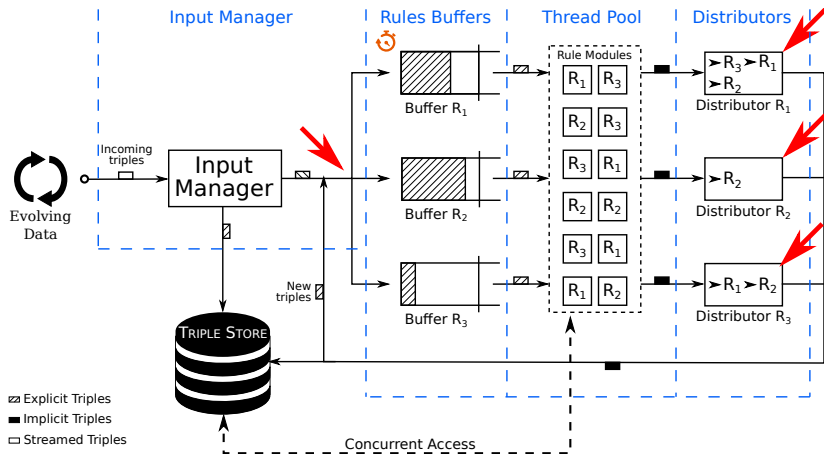 Input Manager
Rules Buffers
Thread Pool
Distributors
Incoming
triples
Input
Manager
Evolving
Data
New
triples
TRIPLE STORE
Buffer R1
Buffer R2
Buffer R3
Rule Modules
R1 R3
R2 R3
R3 R1
R2 R2
R3 R1
R1 R2
R3 R1
R2
Distributor R1
R2
Distributor R2
R1 R2
Distributor R3
Explicit Triples
Implicit Triples
Streamed Triples
Concurrent Access